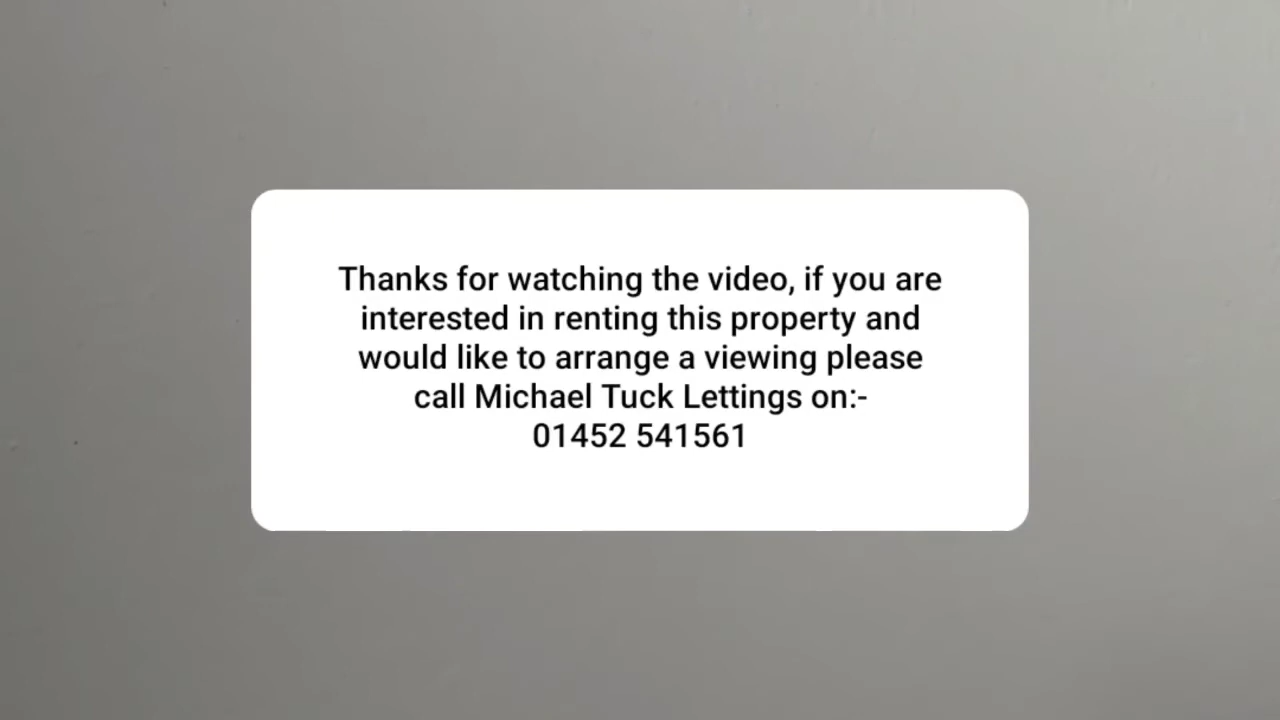 Thanks for watching the video, if you are
interested in renting this property and
would like to arrange a viewing please
call Michael Tuck Lettings on:-
01452 541561